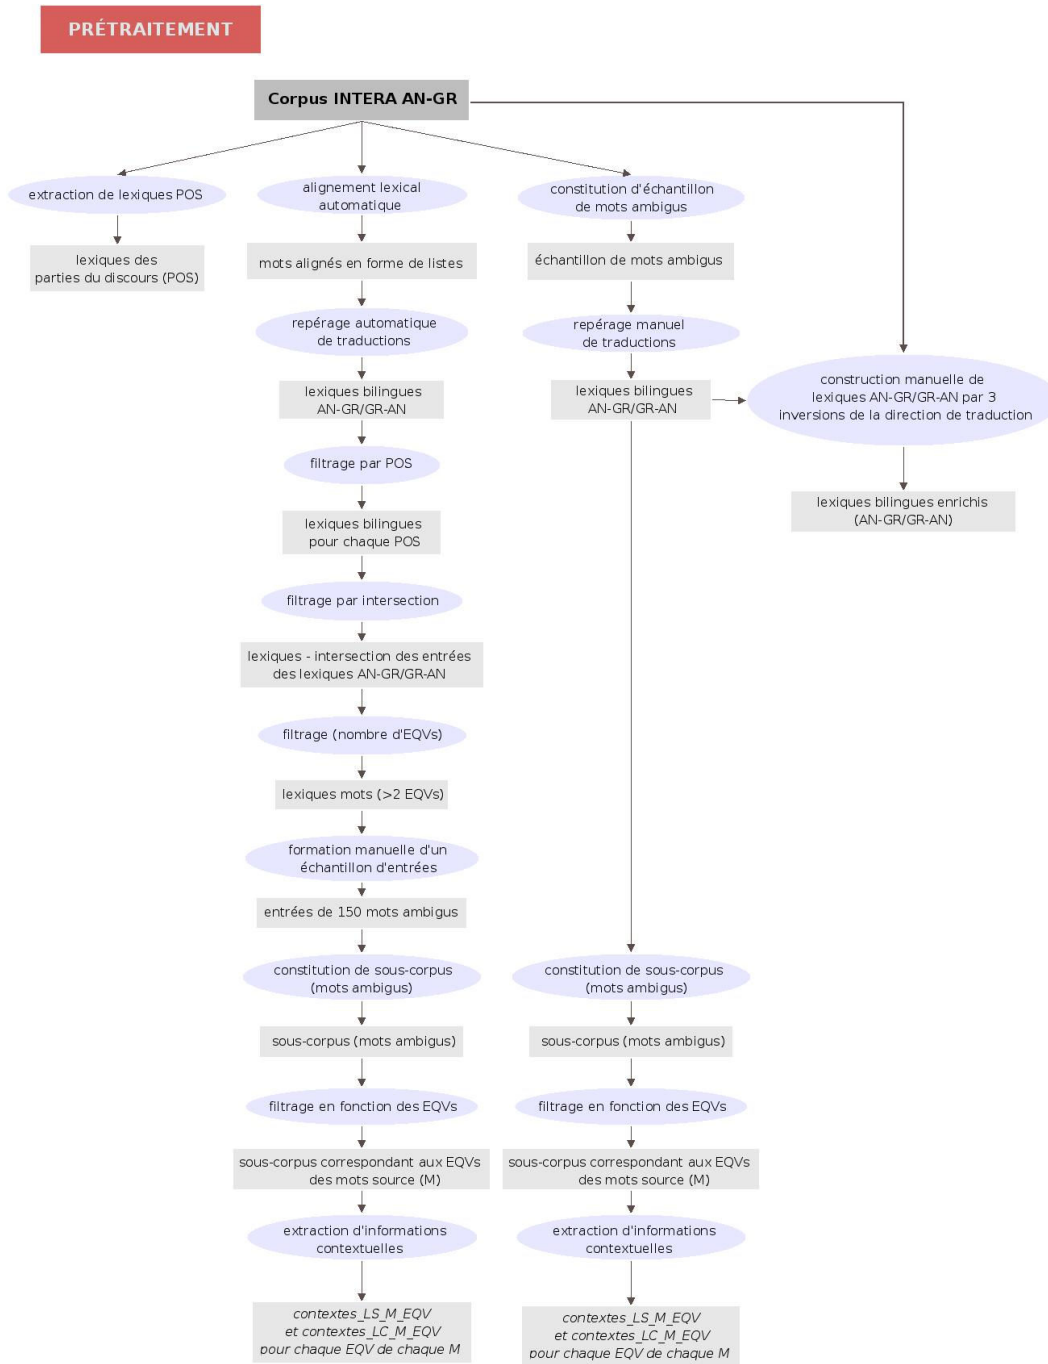 PRÉTRAITEMENT
Corpus INTERA AN-GR
extraction de lexiques POS
lexiques des
parties du discours (POS)
alignement lexical
automatique
mots alignés en forme de listes
repérage automatique
de traductions
lexiques bilingues
AN-GR/GR-AN
filtrage par POS
lexiques bilingues
pour chaque POS
filtrage par intersection
lexiques - intersection des entrées
des lexiques AN-GR/GR-AN
filtrage (nombre d'EQVs)
lexiques mots (>2 EQVs)
formation manuelle d'un
échantillon d'entrées
entrées de 150 mots ambigus
constitution de sous-corpus
(mots ambigus)
sous-corpus (mots ambigus)
filtrage en fonction des EQVs
sous-corpus correspondant aux EQVs
des mots source (M)
extraction d'informations
contextuelles
contextes_LS_M_EQV
et contextes_LC_M_EQV
pour chaque EQV de chaque M
constitution d'échantillon
de mots ambigus
échantillon de mots ambigus
repérage manuel
de traductions
lexiques bilingues
AN-GR/GR-AN
constitution de sous-corpus
(mots ambigus)
sous-corpus (mots ambigus)
filtrage en fonction des EQVs
sous-corpus correspondant aux EQVs
des mots source (M)
extraction d'informations
contextuelles
contextes_LS_M_EQV
et contextes_LC_M_EQV
pour chaque EQV de chaque M
construction manuelle de
lexiques AN-GR/GR-AN par 3
inversions de la direction de traduction
lexiques bilingues enrichis
(AN-GR/GR-AN)